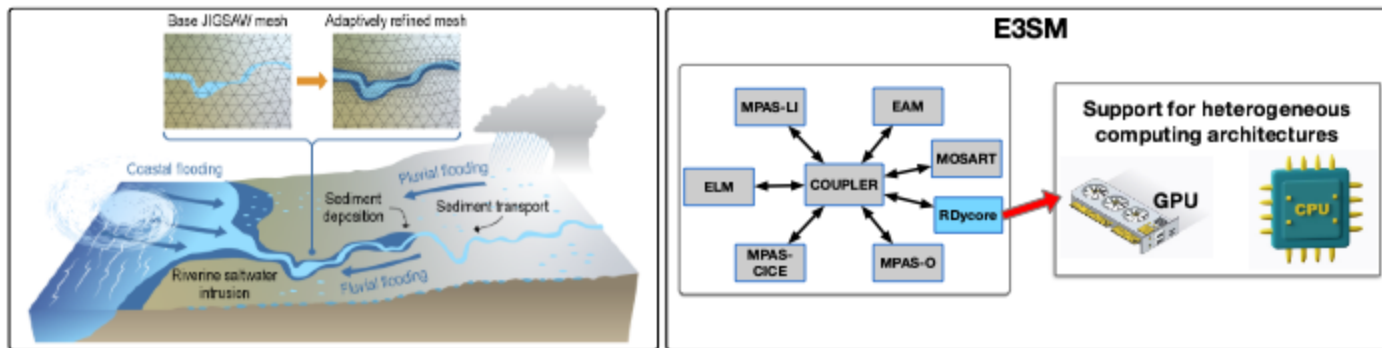 Base JIGSAW mesh
Adaptively refined mesh
Coastal flooding
Pluvial flooding
Sediment
deposition
Sediment transport
Riverine saltwater
intrusion
Fluvial flooding
E3SM
MPAS-LI
EAM
MOSART
ELM
COUPLER
RDycore
MPAS-
CICE
MPAS-O
Support for heterogeneous
computing architectures
GPU
CPU